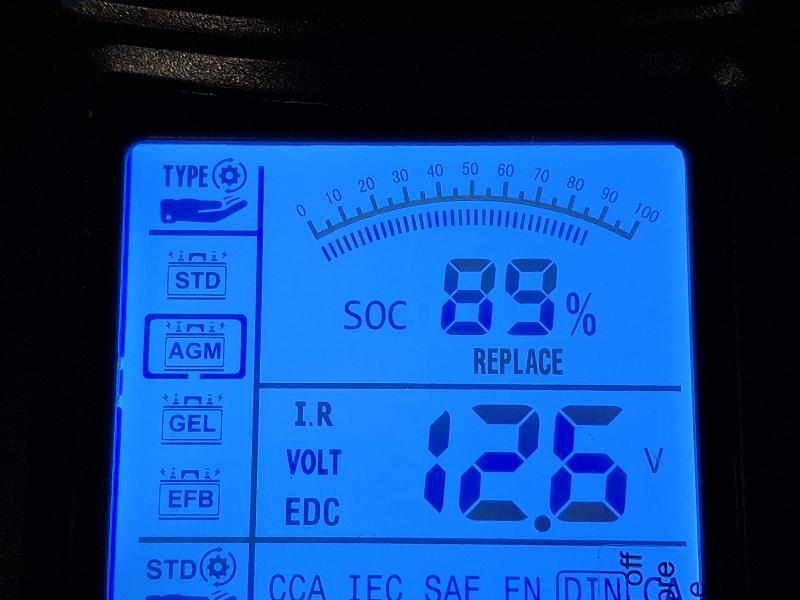 TYPE
0 10 20 30 40 50 60 70 80 90 100
STD
SOC 89%
AGM
REPLACE
GEL
I.R
12.6 V
VOLT
EFB
EDC
STD
CCA IEC SAE EN DIN
off